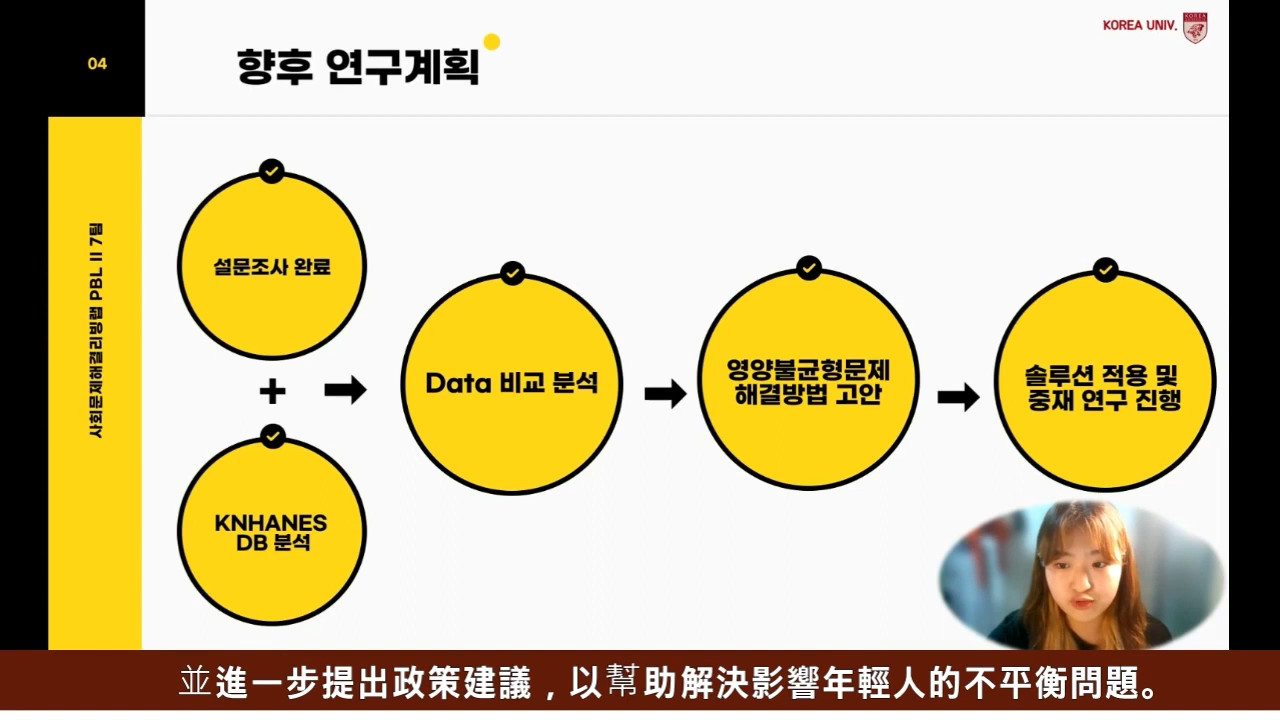 04
향후 연구계획
KOREA UNIV.
KOREA
사회문제해결리빙랩 PBL II 7팀
설문조사 완료
+
KNHANES
DB 분석
Data 비교 분석
영양불균형문제
해결방법 고안
솔루션 적용 및
중재 연구 진행
並進一步提出政策建議，以幫助解決影響年輕人的不平衡問題。